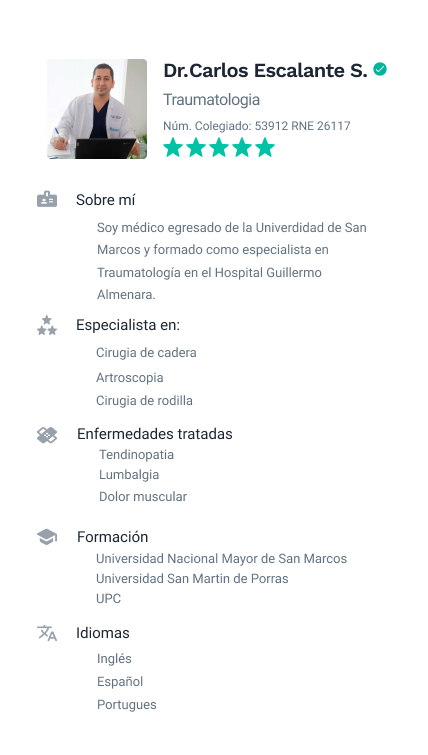 Dr.Carlos Escalante S.
Traumatologia
Núm. Colegiado: 53912 RNE 26117
Sobre mí
Soy médico egresado de la Univerdidad de San
Marcos y formado como especialista en
Traumatología en el Hospital Guillermo
Almenara.
Especialista en:
Cirugia de cadera
Artroscopia
Cirugia de rodilla
Enfermedades tratadas
Tendinopatia
Lumbalgia
Dolor muscular
Formación
Universidad Nacional Mayor de San Marcos
Universidad San Martin de Porras
UPC
Idiomas
Inglés
Español
Portugues